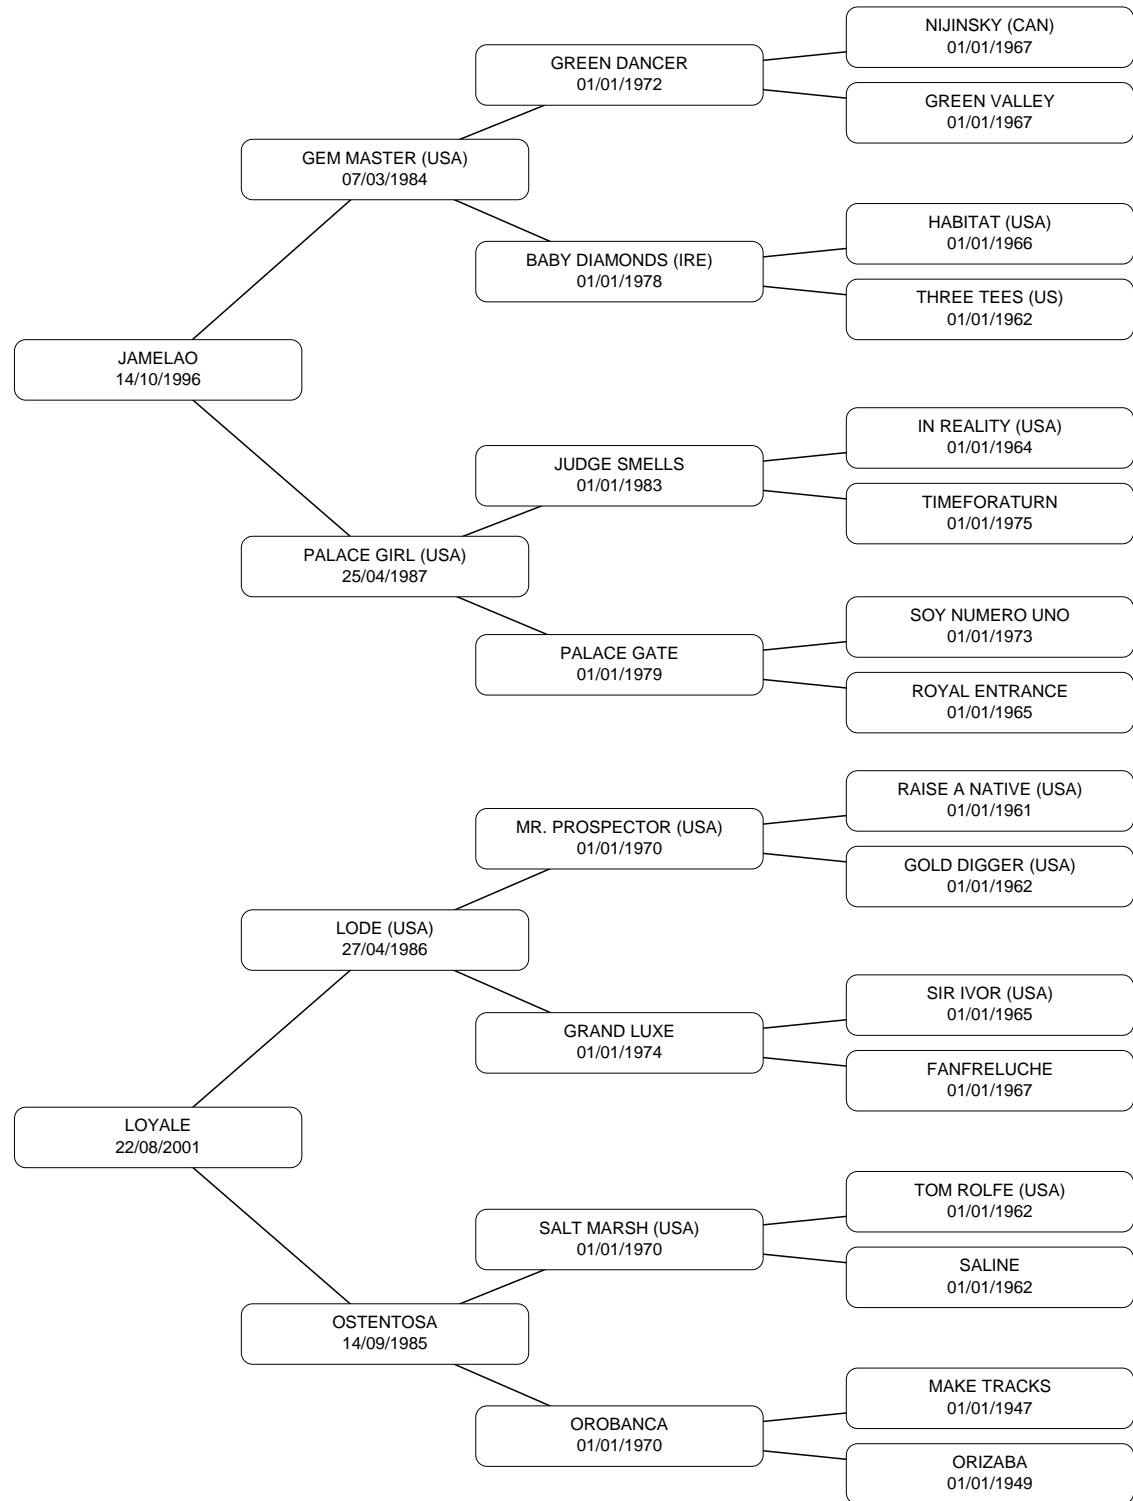 NIJINSKY (CAN)
01/01/1967
GREEN DANCER
01/01/1972
GREEN VALLEY
01/01/1967
GEM MASTER (USA)
07/03/1984
HABITAT (USA)
01/01/1966
BABY DIAMONDS (IRE)
01/01/1978
THREE TEES (US)
01/01/1962
JAMELAO
14/10/1996
IN REALITY (USA)
01/01/1964
JUDGE SMELLS
01/01/1983
TIMEFORATURN
01/01/1975
PALACE GIRL (USA)
25/04/1987
SOY NUMERO UNO
01/01/1973
PALACE GATE
01/01/1979
ROYAL ENTRANCE
01/01/1965
RAISE A NATIVE (USA)
01/01/1961
MR. PROSPECTOR (USA)
01/01/1970
GOLD DIGGER (USA)
01/01/1962
LODE (USA)
27/04/1986
SIR IVOR (USA)
01/01/1965
GRAND LUXE
01/01/1974
FANFRELUCHE
01/01/1967
LOYALE
22/08/2001
TOM ROLFE (USA)
01/01/1962
SALT MARSH (USA)
01/01/1970
SALINE
01/01/1962
OSTENTOSA
14/09/1985
MAKE TRACKS
01/01/1947
OROBANCA
01/01/1970
ORIZABA
01/01/1949